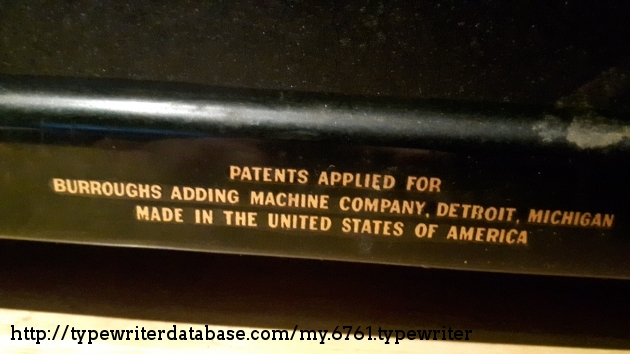 PATENTS APPLIED FOR
BURROUGHS ADDING MACHINE COMPANY, DETROIT, MICHIGAN
MADE IN THE UNITED STATES OF AMERICA
http://typewriterdatabase.com/my.6761.typewriter